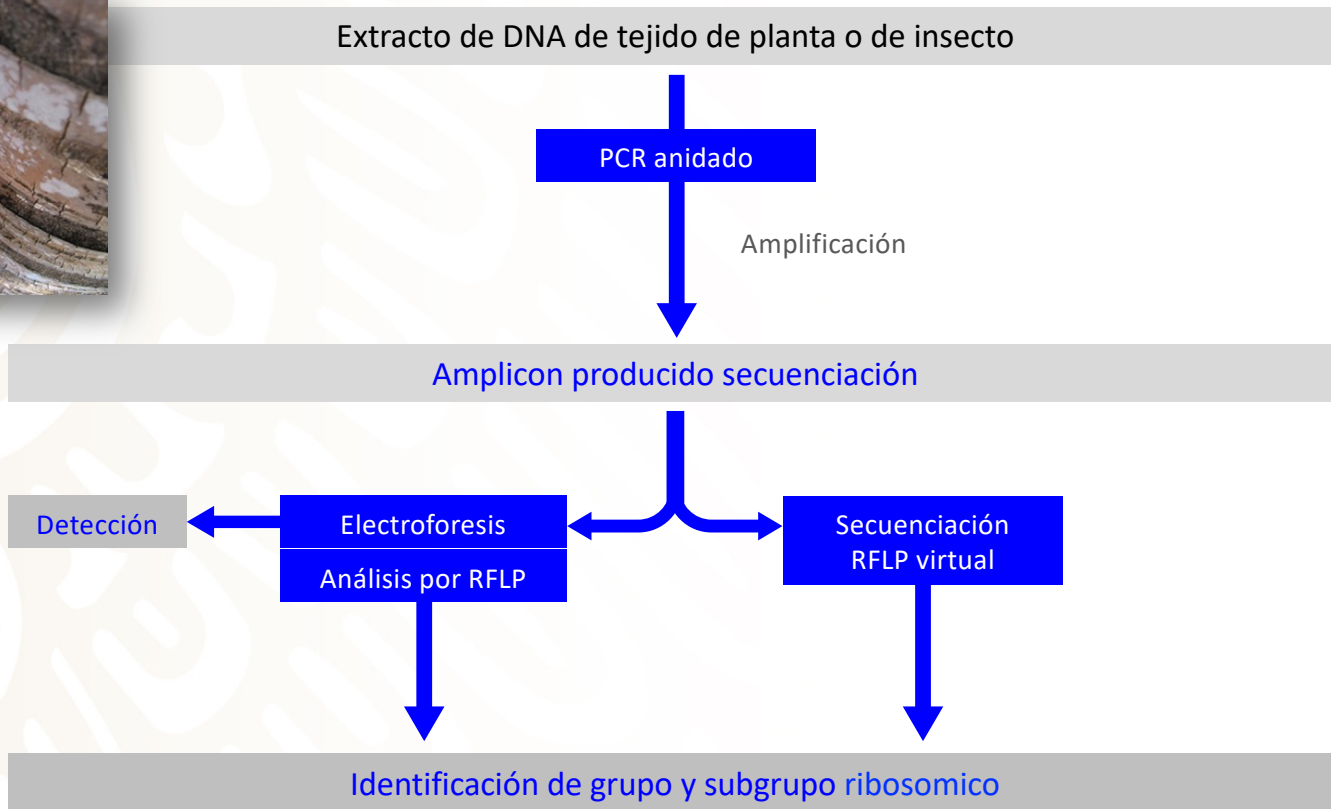 Extracto de DNA de tejido de planta o de insecto
PCR anidado
Amplificación
Amplicon producido secuenciación
Detección
Electroforesis
Análisis por RFLP
Secuenciación
RFLP virtual
Identificación de grupo y subgrupo ribosomico